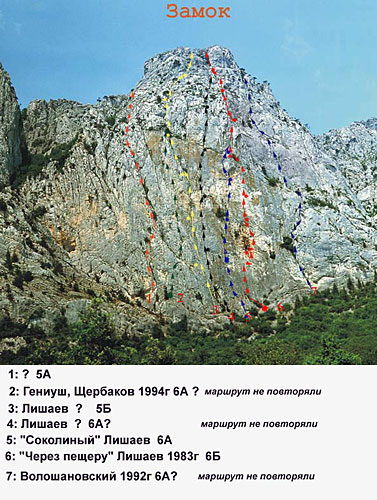 Замок
1: ? 5А
2: Гениуш, Щербаков 1994г 6А ? маршрут не повторяли
3: Лишаев ? 5Б
4: Лишаев ? 6А? маршрут не повторяли
5: "Соколиный" Лишаев 6А
6: "Через пещеру" Лишаев 1983г 6Б
7: Волошановский 1992г 6А? маршрут не повторяли